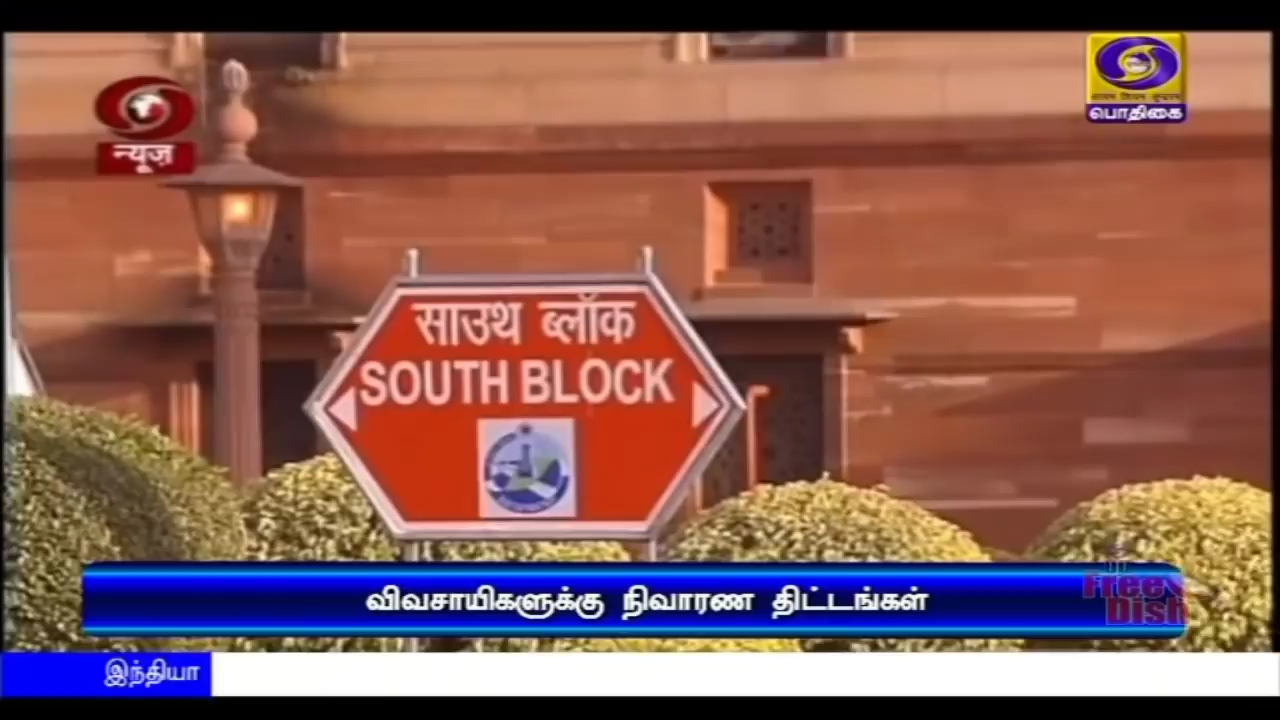 न्यूज़
பொதிகை
साउथ ब्लॉक
SOUTH BLOCK
விவசாயிகளுக்கு நிவாரண திட்டங்கள்
Free
Dish
இந்தியா